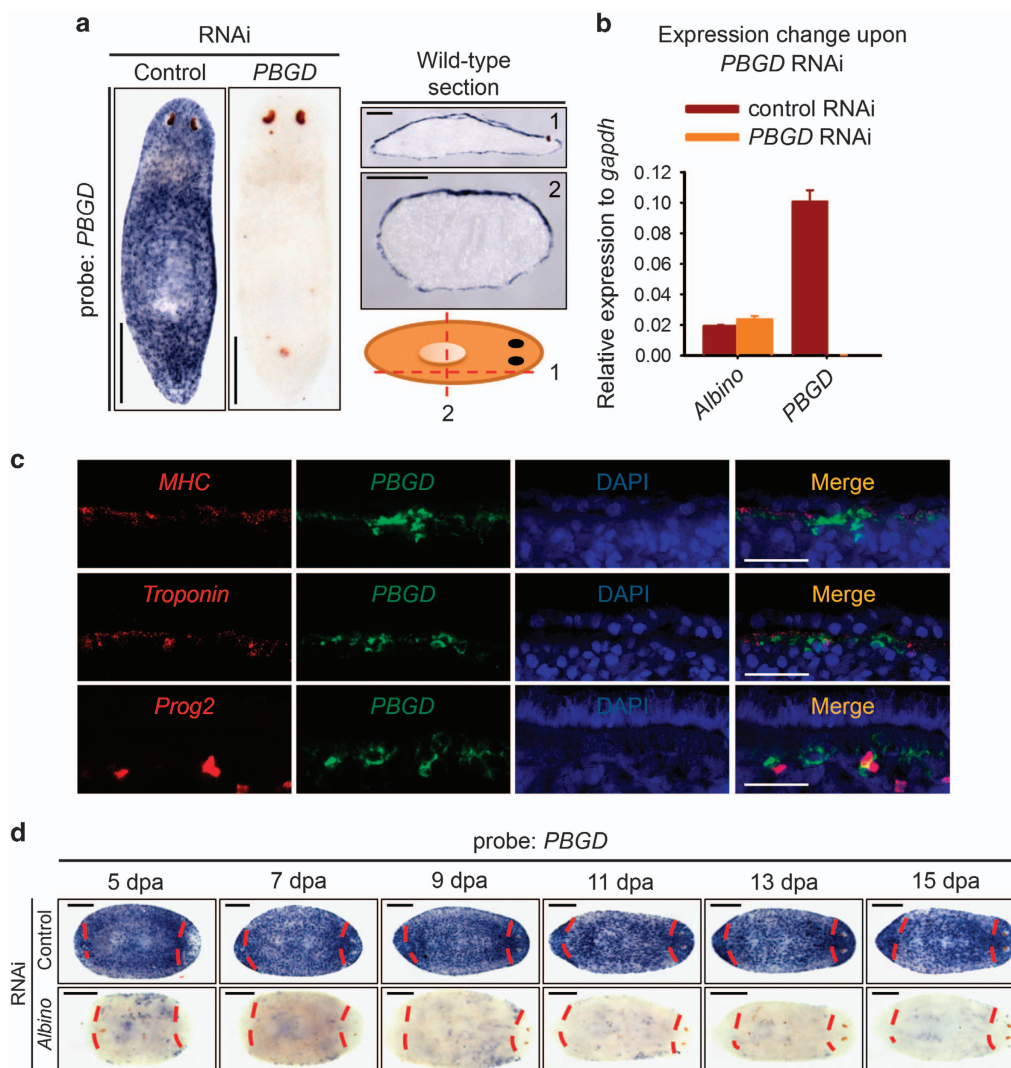 a
RNAi
Control PBGD
probe: PBGD
Wild-type
section
1
2
1
2
b
Expression change upon
PBGD RNAi
control RNAi
PBGD RNAi
Relative expression to gapdh
0.12
0.10
0.08
0.06
0.04
0.02
0.00
Albino
PBGD
c
MHC PBGD DAPI Merge
Troponin PBGD DAPI Merge
Prog2 PBGD DAPI Merge
d
probe: PBGD
5 dpa 7 dpa 9 dpa 11 dpa 13 dpa 15 dpa
RNAi
Control
Albino